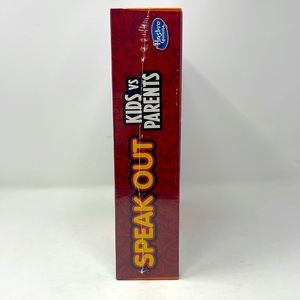 SPEAK OUT
KIDS vs
PARENTS
Hasbro
Gaming